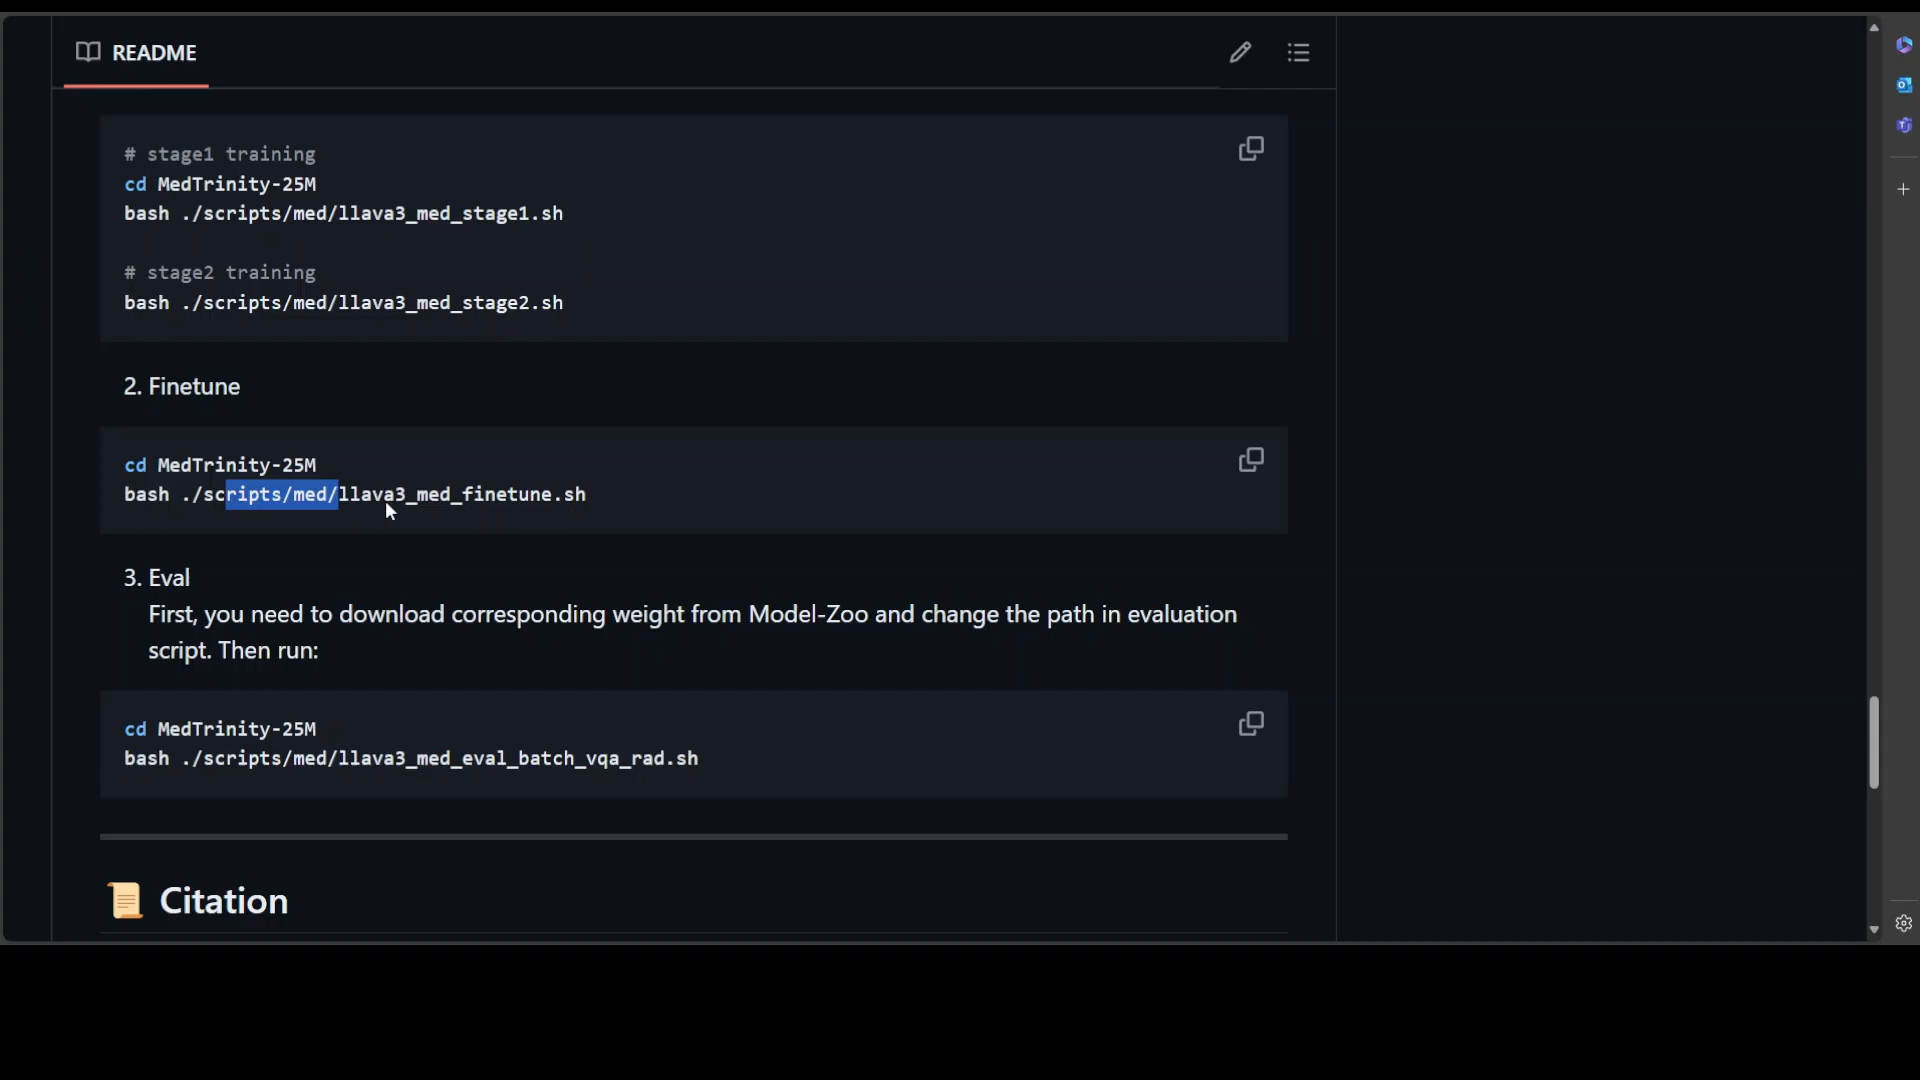 README
# stage1 training
cd MedTrinity-25M
bash ./scripts/med/llava3_med_stage1.sh
# stage2 training
bash ./scripts/med/llava3_med_stage2.sh
2. Finetune
cd MedTrinity-25M
bash ./scripts/med/llava3_med_finetune.sh
3. Eval
First, you need to download corresponding weight from Model-Zoo and change the path in evaluation
script. Then run:
cd MedTrinity-25M
bash ./scripts/med/llava3_med_eval_batch_vqa_rad.sh
📜 Citation